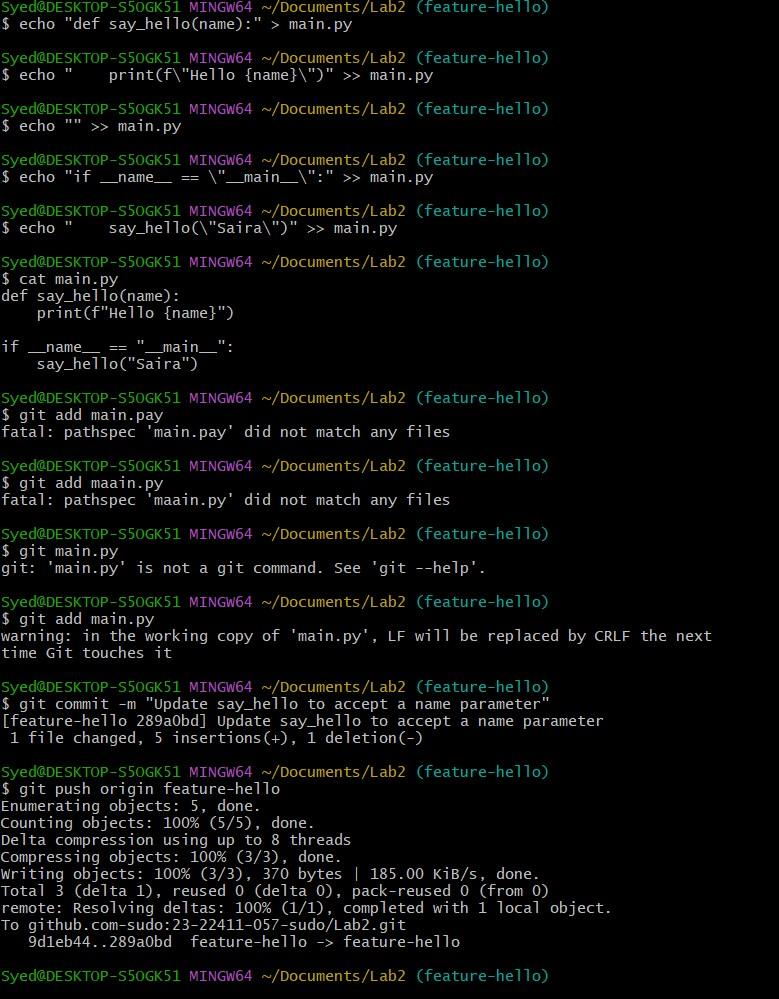 Syed@DESKTOP-S5OGK51 MINGW64 ~/Documents/Lab2 (feature-hello)
$ echo "def say_hello(name):" > main.py

Syed@DESKTOP-S5OGK51 MINGW64 ~/Documents/Lab2 (feature-hello)
$ echo "    print(f\"Hello {name}\")" >> main.py

Syed@DESKTOP-S5OGK51 MINGW64 ~/Documents/Lab2 (feature-hello)
$ echo "" >> main.py

Syed@DESKTOP-S5OGK51 MINGW64 ~/Documents/Lab2 (feature-hello)
$ echo "if __name__ == \"__main__\":" >> main.py

Syed@DESKTOP-S5OGK51 MINGW64 ~/Documents/Lab2 (feature-hello)
$ echo "    say_hello(\"Saira\")" >> main.py

Syed@DESKTOP-S5OGK51 MINGW64 ~/Documents/Lab2 (feature-hello)
$ cat main.py
def say_hello(name):
    print(f"Hello {name}")

if __name__ == "__main__":
    say_hello("Saira")

Syed@DESKTOP-S5OGK51 MINGW64 ~/Documents/Lab2 (feature-hello)
$ git add main.pay
fatal: pathspec 'main.pay' did not match any files

Syed@DESKTOP-S5OGK51 MINGW64 ~/Documents/Lab2 (feature-hello)
$ git add maain.py
fatal: pathspec 'maain.py' did not match any files

Syed@DESKTOP-S5OGK51 MINGW64 ~/Documents/Lab2 (feature-hello)
$ git main.py
git: 'main.py' is not a git command. See 'git --help'.

Syed@DESKTOP-S5OGK51 MINGW64 ~/Documents/Lab2 (feature-hello)
$ git add main.py
warning: in the working copy of 'main.py', LF will be replaced by CRLF the next
time Git touches it

Syed@DESKTOP-S5OGK51 MINGW64 ~/Documents/Lab2 (feature-hello)
$ git commit -m "Update say_hello to accept a name parameter"
[feature-hello 289a0bd] Update say_hello to accept a name parameter
 1 file changed, 5 insertions(+), 1 deletion(-)

Syed@DESKTOP-S5OGK51 MINGW64 ~/Documents/Lab2 (feature-hello)
$ git push origin feature-hello
Enumerating objects: 5, done.
Counting objects: 100% (5/5), done.
Delta compression using up to 8 threads
Compressing objects: 100% (3/3), done.
Writing objects: 100% (3/3), 370 bytes | 185.00 KiB/s, done.
Total 3 (delta 1), reused 0 (delta 0), pack-reused 0 (from 0)
remote: Resolving deltas: 100% (1/1), completed with 1 local object.
To github.com-sudo:23-22411-057-sudo/Lab2.git
   9d1eb44..289a0bd  feature-hello -> feature-hello

Syed@DESKTOP-S5OGK51 MINGW64 ~/Documents/Lab2 (feature-hello)